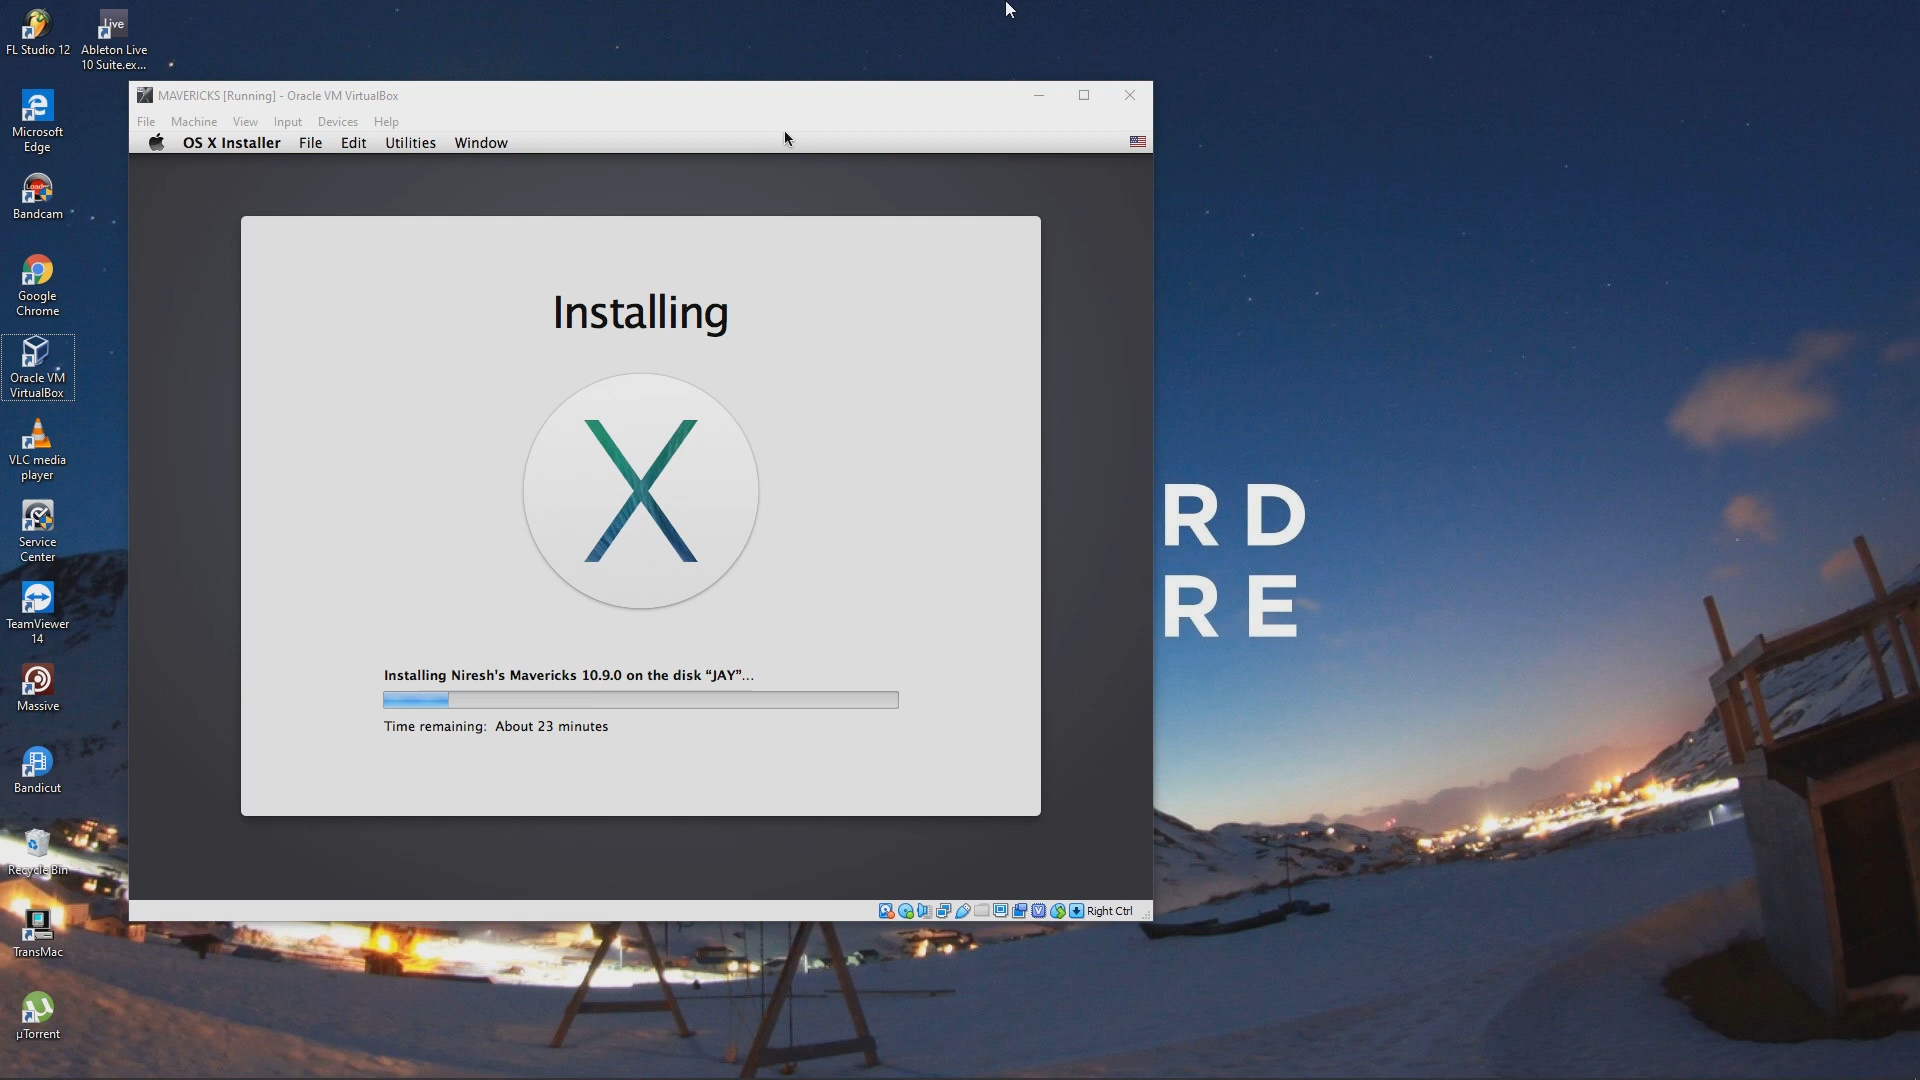 FL Studio 12
Live
Ableton Live
10 Suite.ex...
Microsoft
Edge
Bandcam
Google
Chrome
Oracle VM
VirtualBox
VLC media
player
Service
Center
TeamViewer
14
Massive
Bandicut
Recycle Bin
TransMac
µTorrent
MAVERICKS [Running] - Oracle VM VirtualBox
File Machine View Input Devices Help
OS X Installer File Edit Utilities Window
Installing
X
Installing Niresh's Mavericks 10.9.0 on the disk “JAY”...
Time remaining: About 23 minutes
Right Ctrl
RD
RE